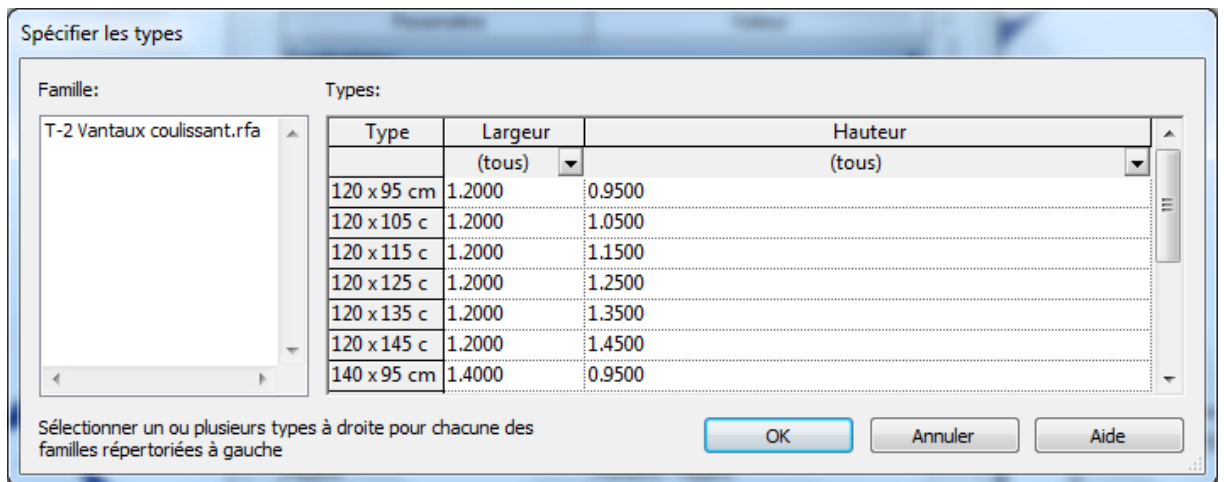 Spécifier les types
Famille:
Types:
T-2 Vantaux coulissant.rfa
Type Largeur Hauteur
(tous) (tous)
120 x 95 cm 1.2000 0.9500
120 x 105 c 1.2000 1.0500
120 x 115 c 1.2000 1.1500
120 x 125 c 1.2000 1.2500
120 x 135 c 1.2000 1.3500
120 x 145 c 1.2000 1.4500
140 x 95 cm 1.4000 0.9500
Sélectionner un ou plusieurs types à droite pour chacune des
familles répertoriées à gauche
OK Annuler Aide